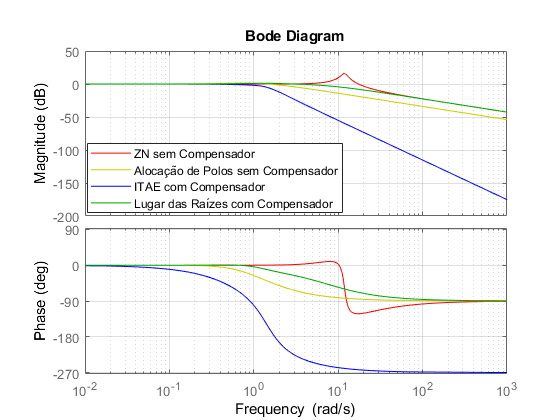 Bode Diagram
Magnitude (dB)
50
0
-50
-100
-150
-200
ZN sem Compensador
Alocação de Polos sem Compensador
ITAE com Compensador
Lugar das Raízes com Compensador
Phase (deg)
90
0
-90
-180
-270
10^-2
10^-1
10^0
10^1
10^2
10^3
Frequency (rad/s)